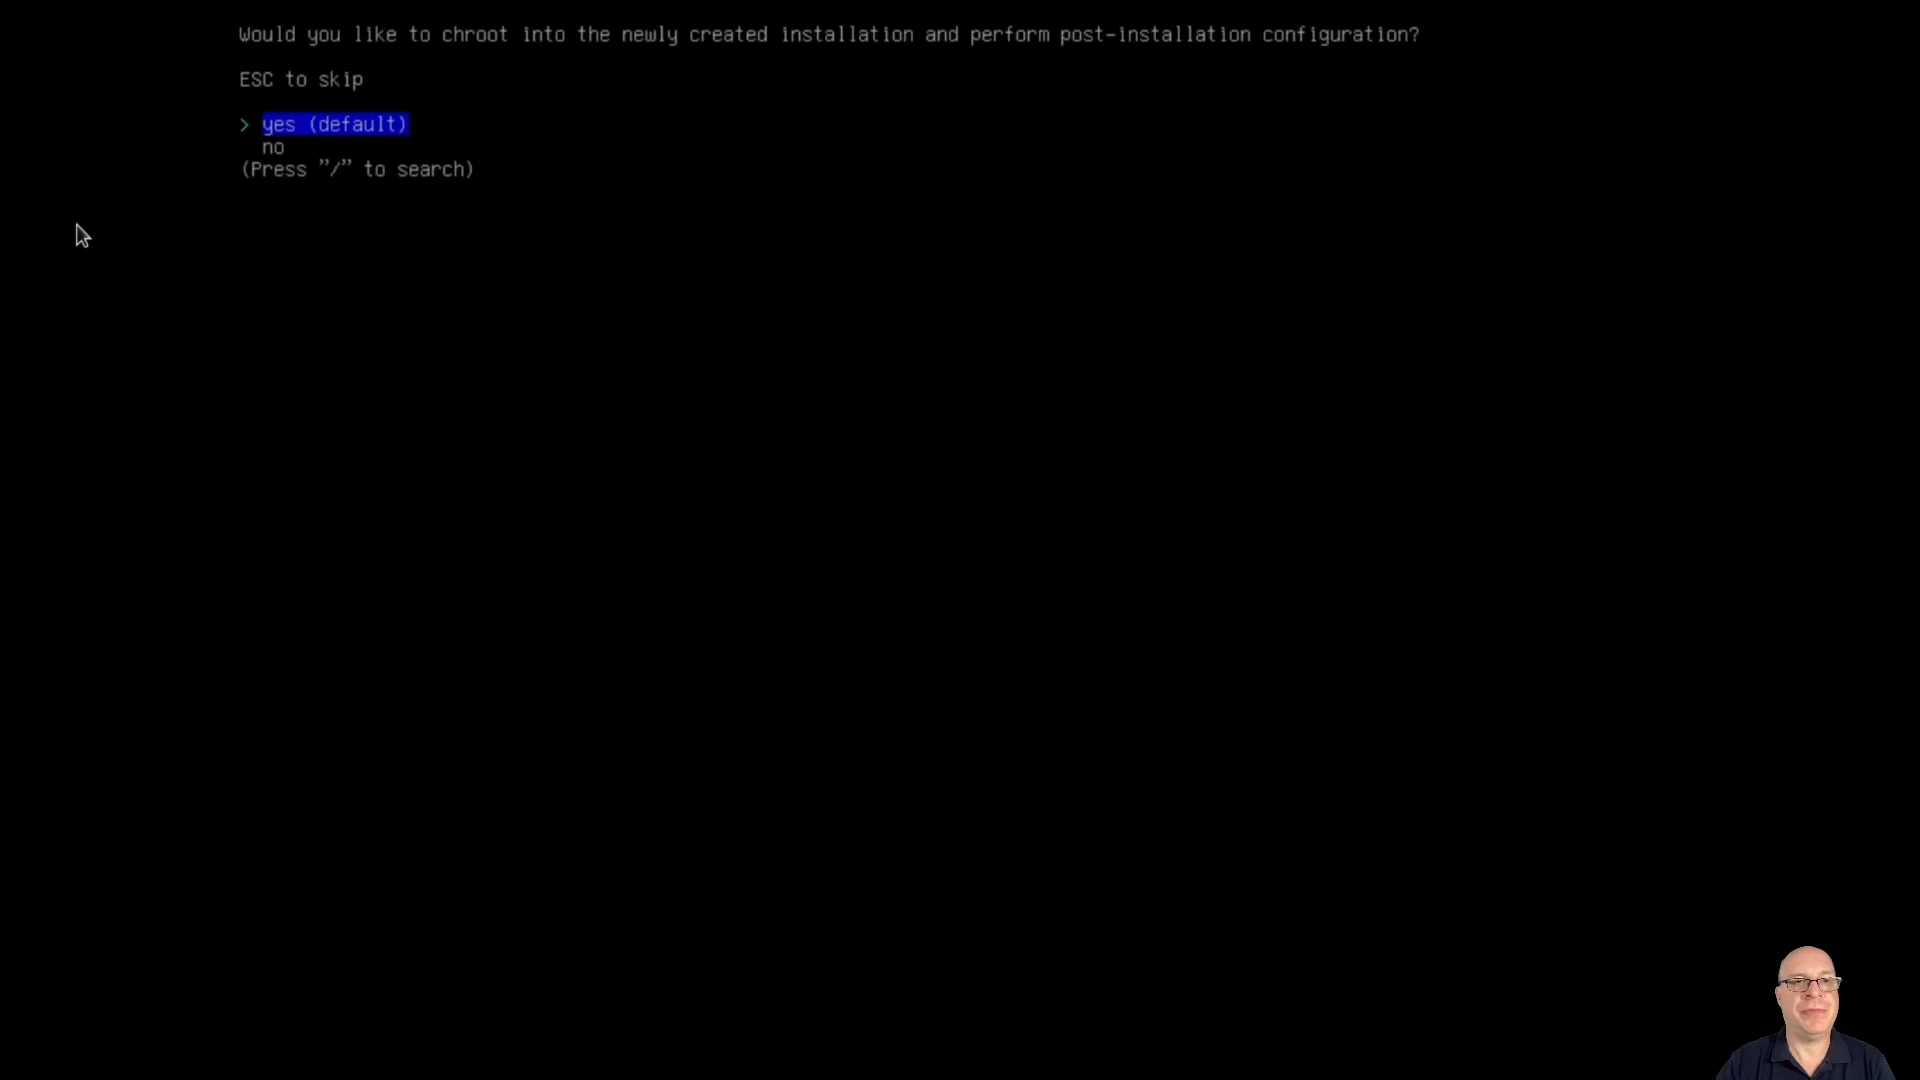 Would you like to chroot into the newly created installation and perform post-installation configuration?
ESC to skip
> yes (default)
no
(Press "/" to search)